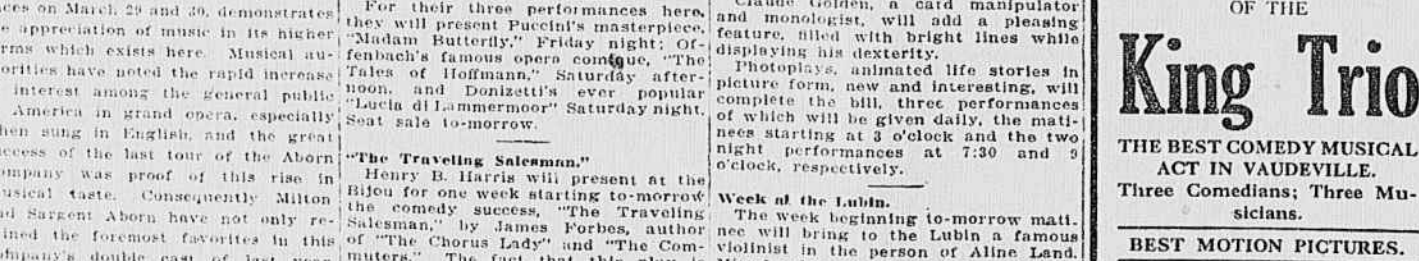 on March 29 and 30, demonstrates
appreciation of music in its higher
which exists here. Musical au-
have noted the rapid increase
interest among the general public
America in grand opera, especially
sung in English, and the great
of the last tour of the Aborn
was proof of this rise in
taste. Consequently Milton
Sargent Aborn have not only re-
the foremost favorites in this
double cast of last
For their three performances here,
they will present Puccini's masterpiece,
"Madam Butterfly," Friday night; Of-
fenbach's famous opera comique, "The
Tales of Hoffmann," Saturday after-
noon, and Donizetti's ever popular
"Lucia di Lammermoor" Saturday night.
Seat sale to-morrow.
"The Traveling Salesman."
Henry B. Harris will present at the
Bijou for one week starting to-morrow
the comedy success, "The Traveling
Salesman," by James Forbes, author
of "The Chorus Lady" and "The Com-
muters." The fact that this play is
Claude Golden, a card manipulator
and monologist, will add a pleasing
feature, filled with bright lines while
displaying his dexterity.
Photoplays, animated life stories in
picture form, new and interesting, will
complete the bill, three performances
of which will be given daily, the mati-
nees starting at 3 o'clock and the two
night performances at 7:30 and 9
o'clock, respectively.
Week at the Lubin.
The week beginning to-morrow mati-
nee will bring to the Lubin a famous
violinist in the person of Aline Land.
OF THE
King Trio
THE BEST COMEDY MUSICAL
ACT IN VAUDEVILLE.
Three Comedians; Three Mu-
sicians.
BEST MOTION PICTURES.